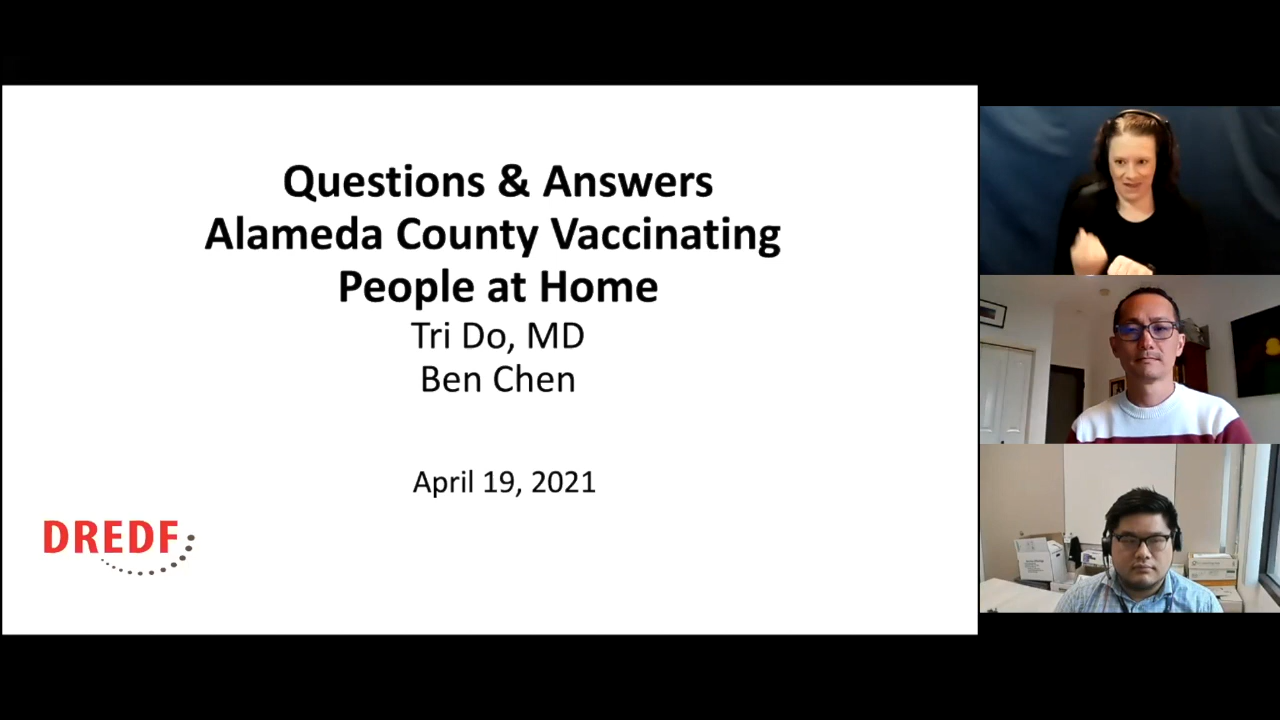 Questions & Answers
Alameda County Vaccinating
People at Home
Tri Do, MD
Ben Chen
April 19, 2021
DREDF